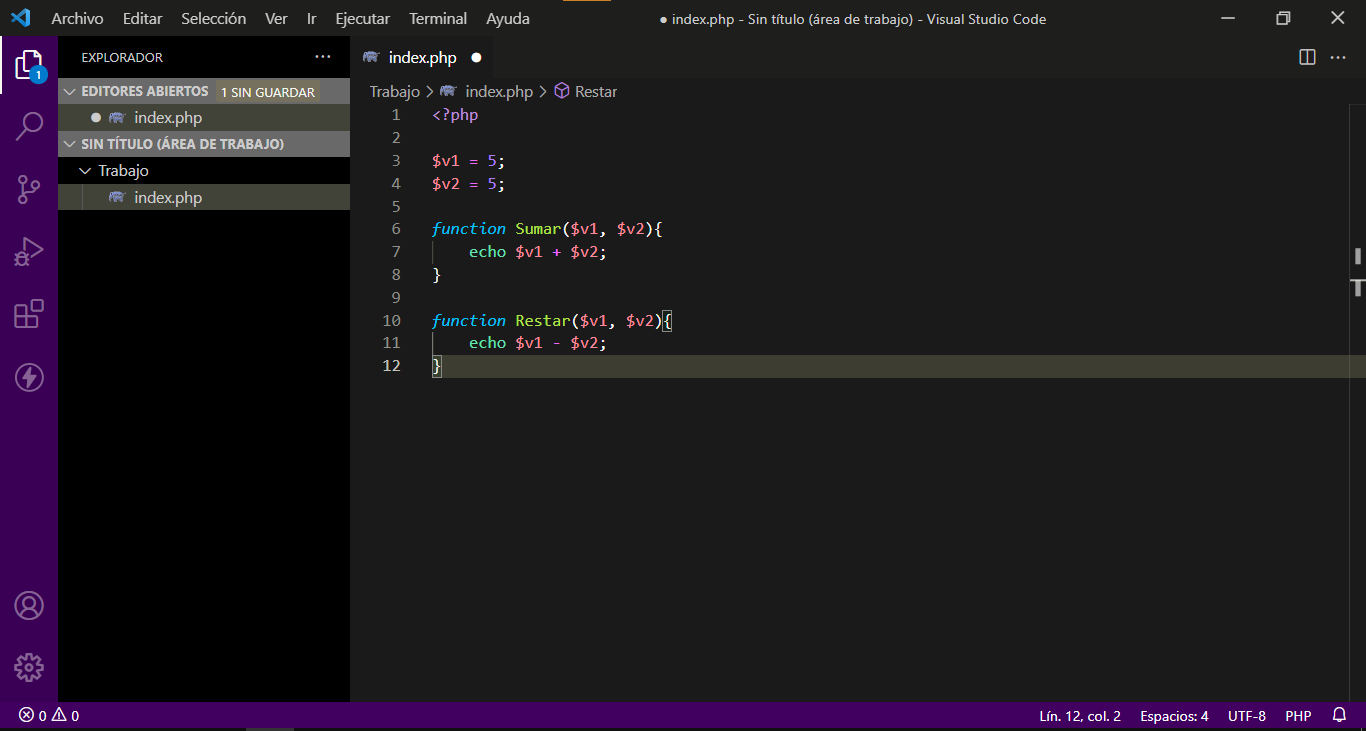 Archivo Editar Selección Ver Ir Ejecutar Terminal Ayuda
● index.php - Sin título (área de trabajo) - Visual Studio Code
EXPLORADOR ...
index.php ●
1
EDITORES ABIERTOS 1 SIN GUARDAR
● index.php
SIN TÍTULO (ÁREA DE TRABAJO)
Trabajo
index.php
Trabajo > index.php > Restar
1 <?php
2
3 $v1 = 5;
4 $v2 = 5;
5
6 function Sumar($v1, $v2){
7     echo $v1 + $v2;
8 }
9
10 function Restar($v1, $v2){
11     echo $v1 - $v2;
12 }
0 0
Lín. 12, col. 2 Espacios: 4 UTF-8 PHP